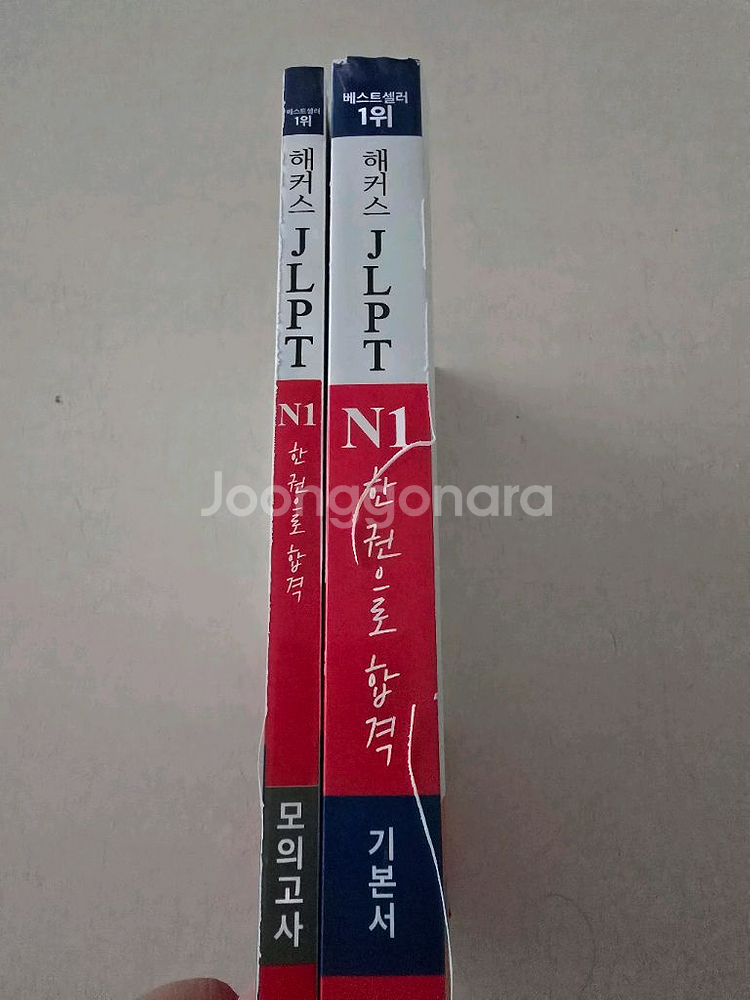 베스트셀러
1위
해커스
JLPT
N1
한 권으로 합격
모의고사
베스트셀러
1위
해커스
JLPT
N1
한 권으로 합격
기본서
Joonggonara